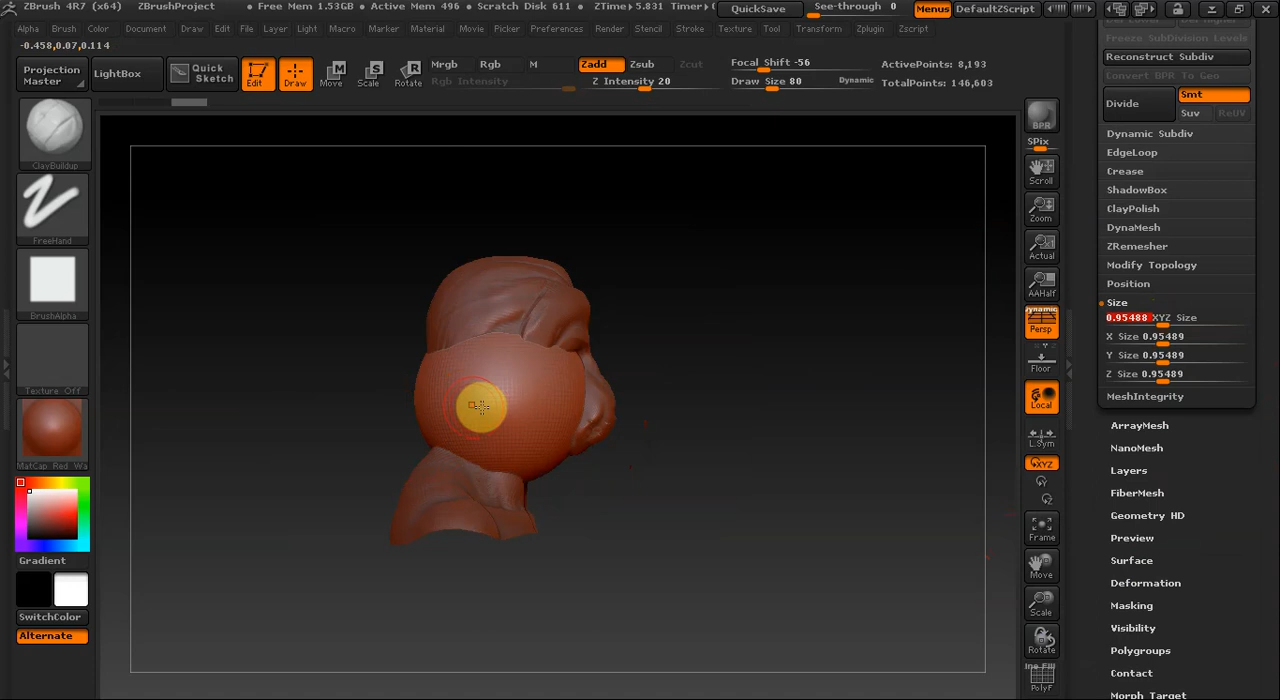 ZBrush 4R7 (x64) ZBrushProject • Free Mem 1.53GB • Active Mem 496 • Scratch Disk 611 • ZTime▸5.831 Timer▸ QuickSave See-through 0 Menus DefaultZScript
Alpha Brush Color Document Draw Edit File Layer Light Macro Marker Material Movie Picker Preferences Render Stencil Stroke Texture Tool Transform Zplugin Zscript
-0.458,0.07,0.114
Projection Master
LightBox
Quick Sketch
Edit
Draw
Move
Scale
Rotate
Mrgb Rgb M
Rgb Intensity
Zadd Zsub Zcut
Z Intensity 20
Focal Shift -56
Draw Size 80 Dynamic
ActivePoints: 8,193
TotalPoints: 146,603
ClayBuildup
FreeHand
BrushAlpha
Texture Off
MatCap Red Wa
Gradient
SwitchColor
Alternate
BPR
SPix
Scroll
Zoom
Actual
AAHalf
Dynamic
Persp
Floor
Local
L.Sym
XYZ
Frame
Move
Scale
Rotate
Line Fill
PolyF
Freeze SubDivision Levels
Reconstruct Subdiv
Convert BPR To Geo
Divide
Smt
Suv ReUV
Dynamic Subdiv
EdgeLoop
Crease
ShadowBox
ClayPolish
DynaMesh
ZRemesher
Modify Topology
Position
Size
0.95488 XYZ Size
X Size 0.95489
Y Size 0.95489
Z Size 0.95489
MeshIntegrity
ArrayMesh
NanoMesh
Layers
FiberMesh
Geometry HD
Preview
Surface
Deformation
Masking
Visibility
Polygroups
Contact
Morph Target